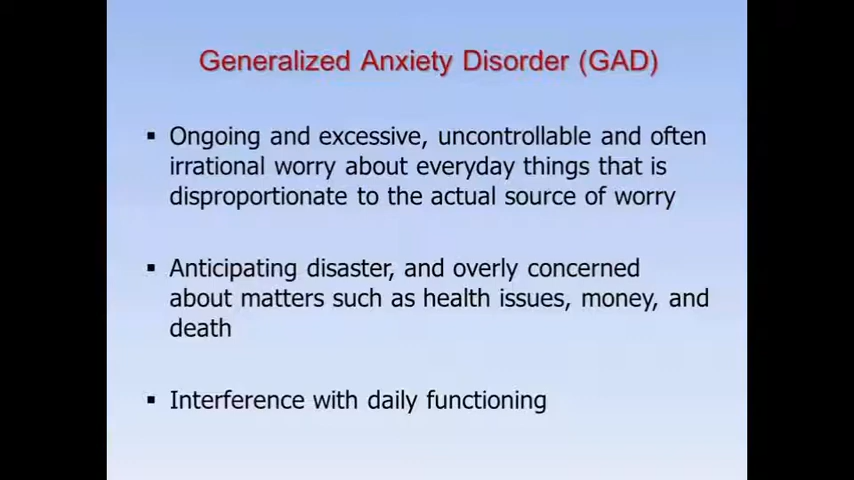 Generalized Anxiety Disorder (GAD)
▪ Ongoing and excessive, uncontrollable and often
irrational worry about everyday things that is
disproportionate to the actual source of worry
▪ Anticipating disaster, and overly concerned
about matters such as health issues, money, and
death
▪ Interference with daily functioning